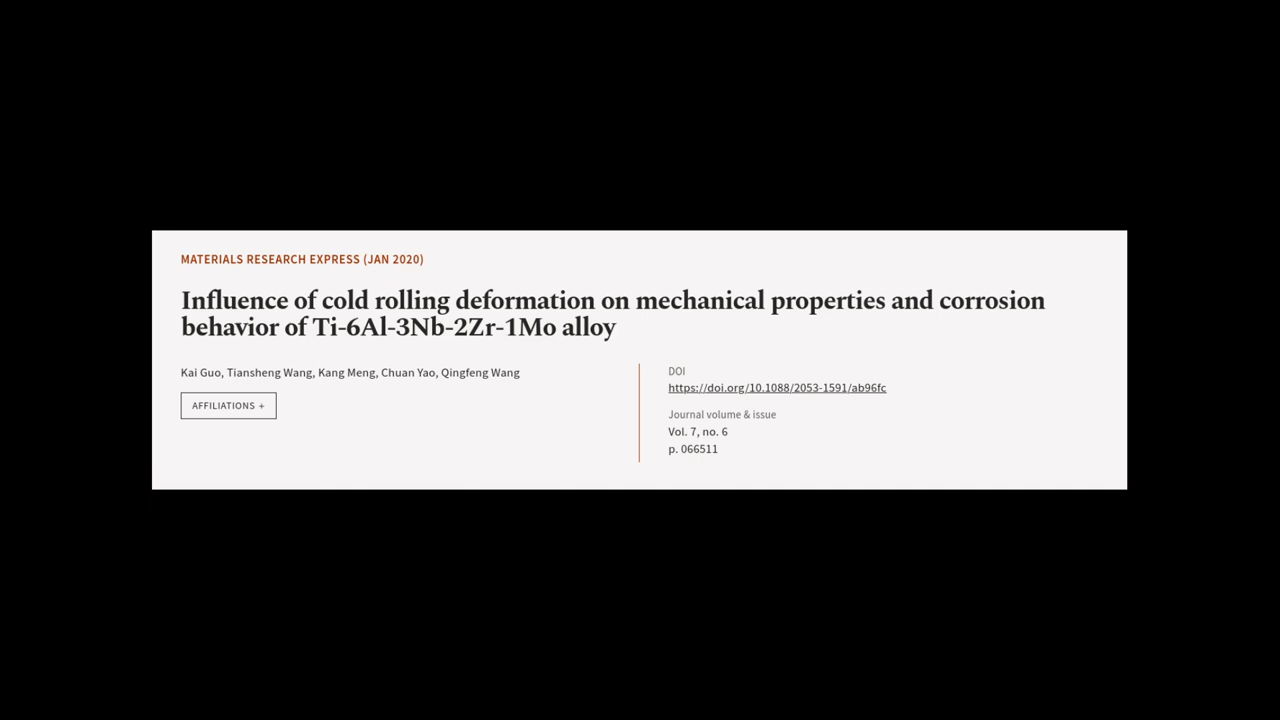 MATERIALS RESEARCH EXPRESS (JAN 2020)
Influence of cold rolling deformation on mechanical properties and corrosion
behavior of Ti-6Al-3Nb-2Zr-1Mo alloy
Kai Guo, Tiansheng Wang, Kang Meng, Chuan Yao, Qingfeng Wang
AFFILIATIONS +
DOI
https://doi.org/10.1088/2053-1591/ab96fc
Journal volume & issue
Vol. 7, no. 6
p. 066511